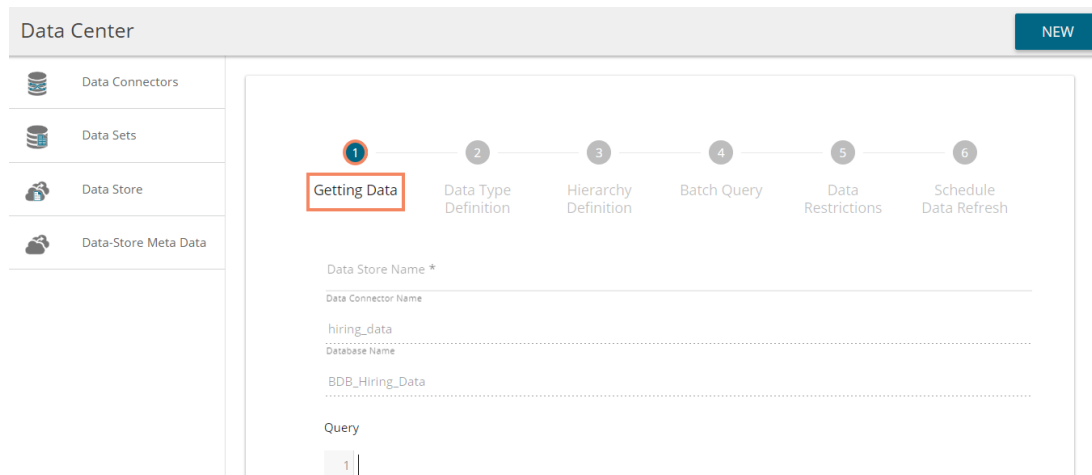 Data Center
NEW
Data Connectors
Data Sets
Data Store
Data-Store Meta Data
1
2
3
4
5
6
Getting Data
Data Type
Definition
Hierarchy
Definition
Batch Query
Data
Restrictions
Schedule
Data Refresh
Data Store Name *
Data Connector Name
hiring_data
Database Name
BDB_Hiring_Data
Query
1